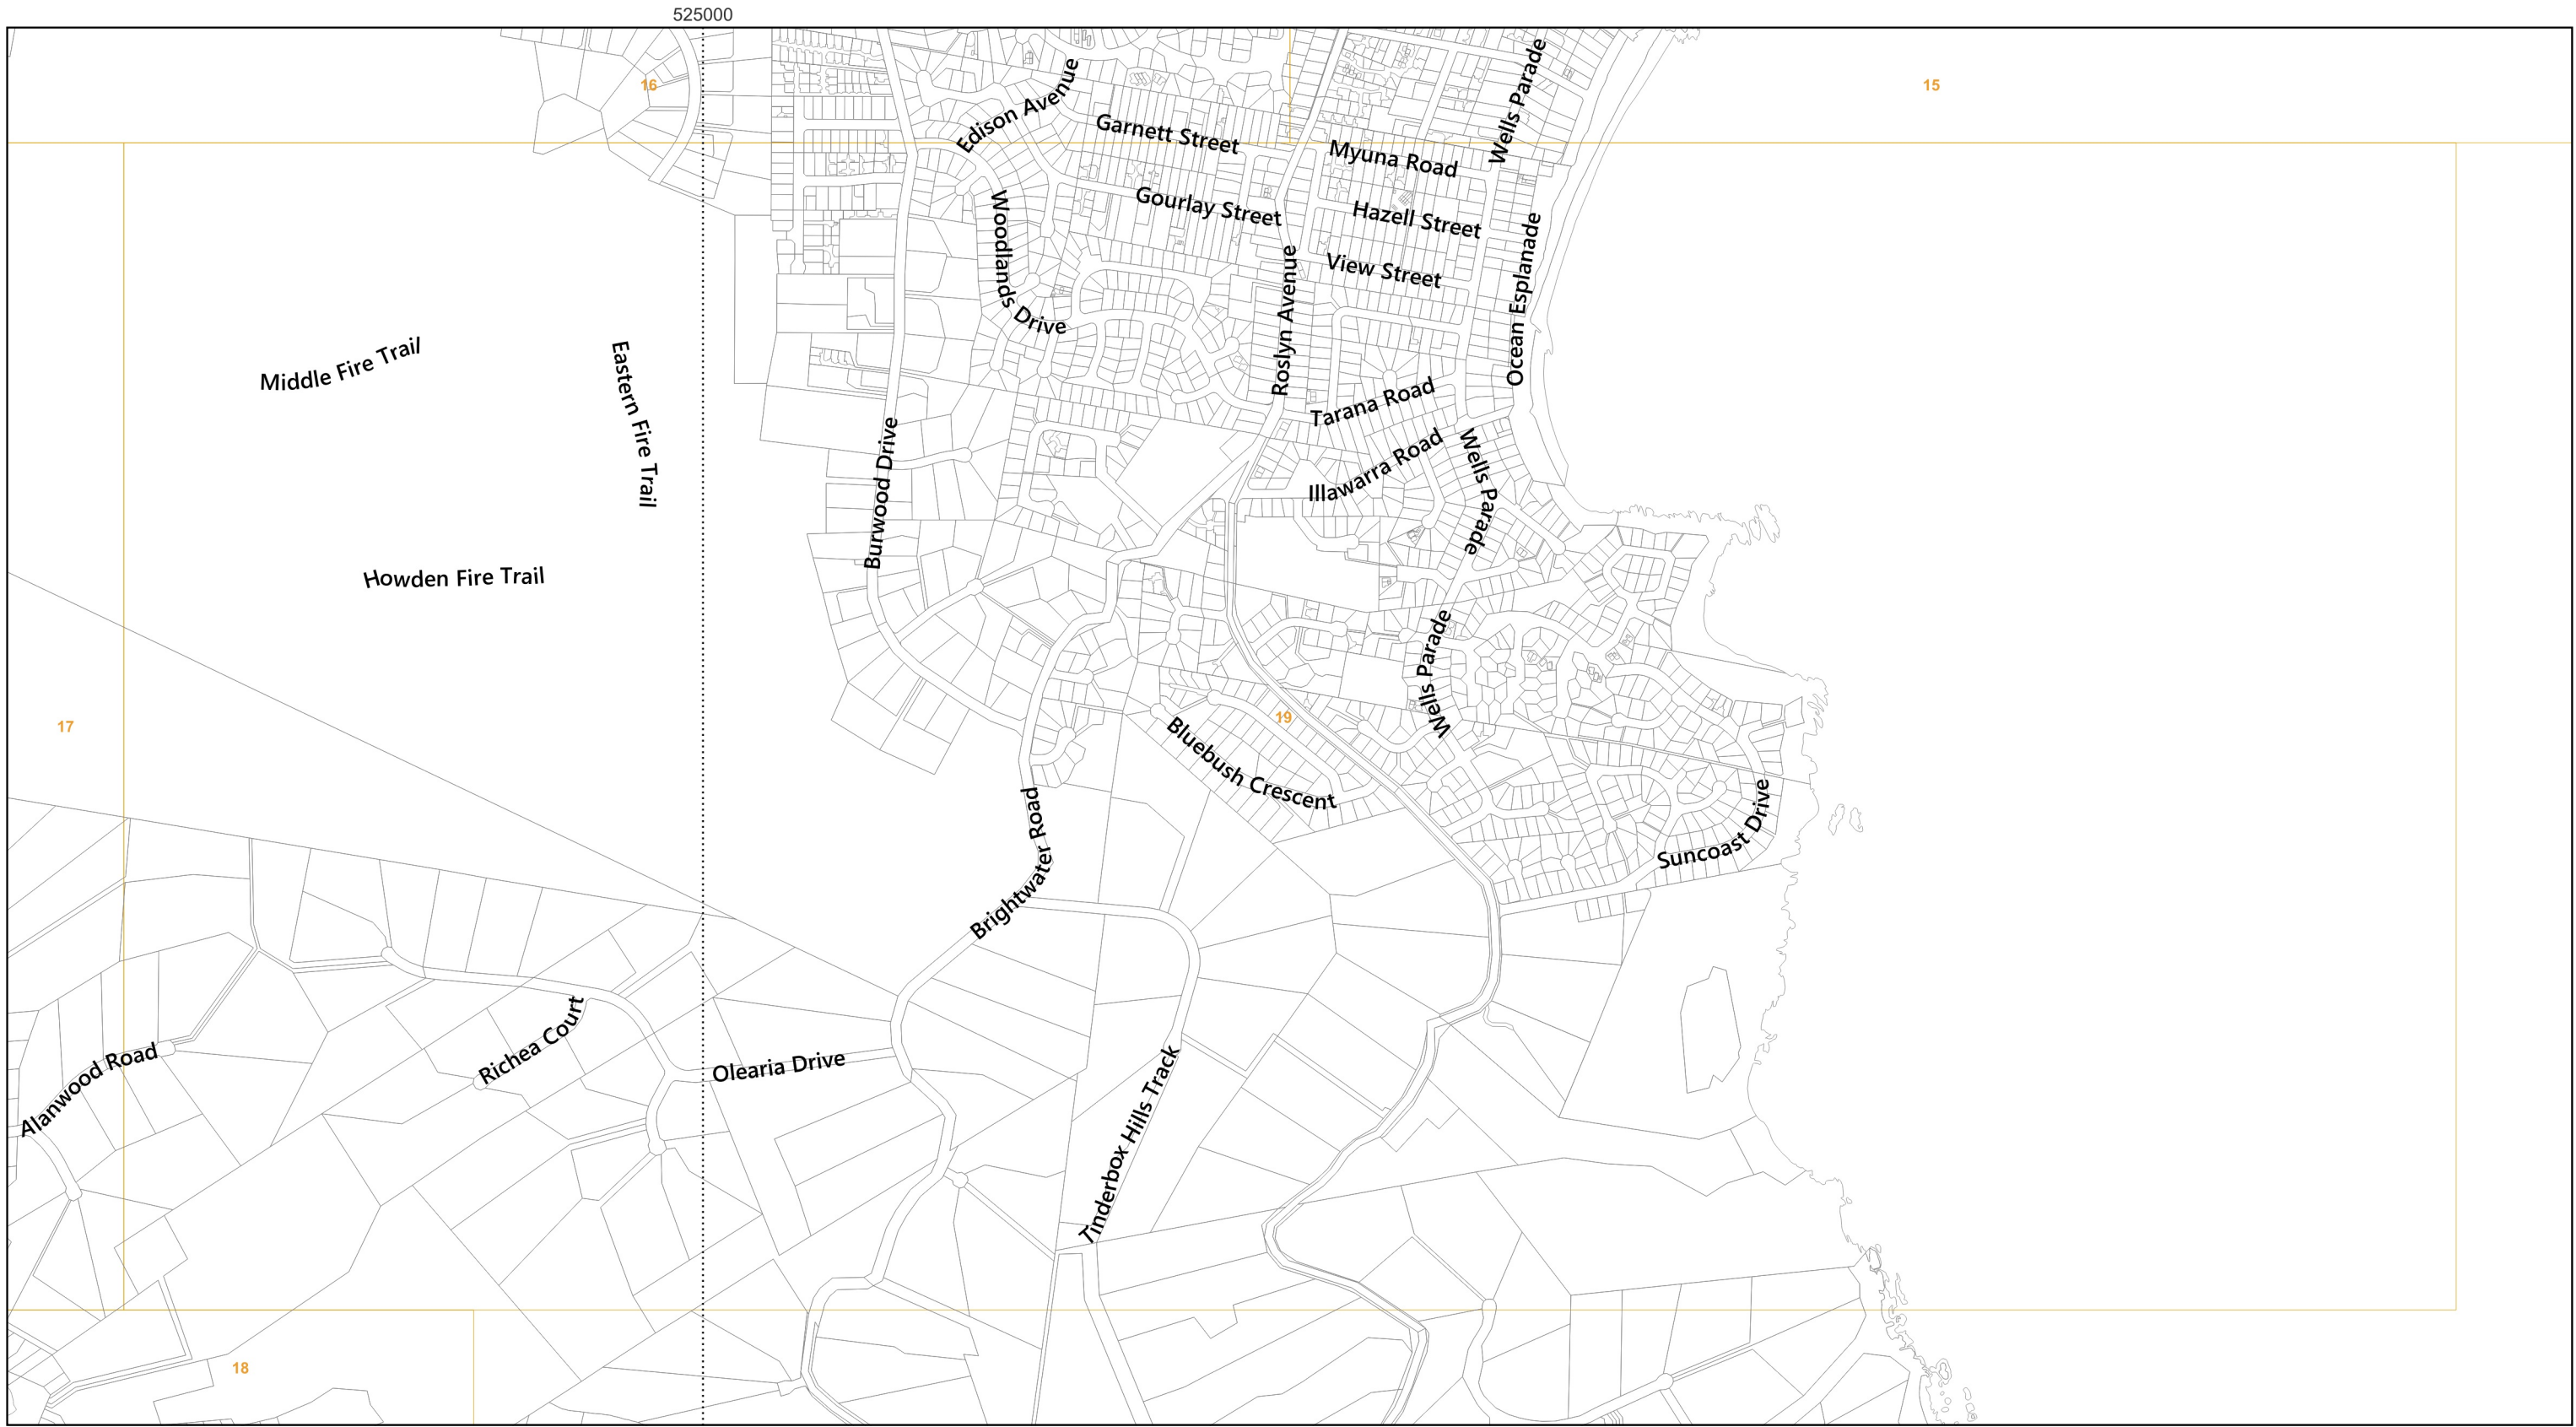 525000
16
15
Edison Avenue
Wells Parade
Garnett Street
Myuna Road
Gourlay Street
Hazell Street
Woodlands Drive
View Street
Ocean Esplanade
Roslyn Avenue
Middle Fire Trail
Eastern Fire Trail
Tarana Road
Illawarra Road
Burwood Drive
Wells Parade
Howden Fire Trail
Wells Parade
17
19
Bluebush Crescent
Brightwater Road
Suncoast Drive
Richea Court
Olearia Drive
Alanwood Road
Tinderbox Hills Track
18